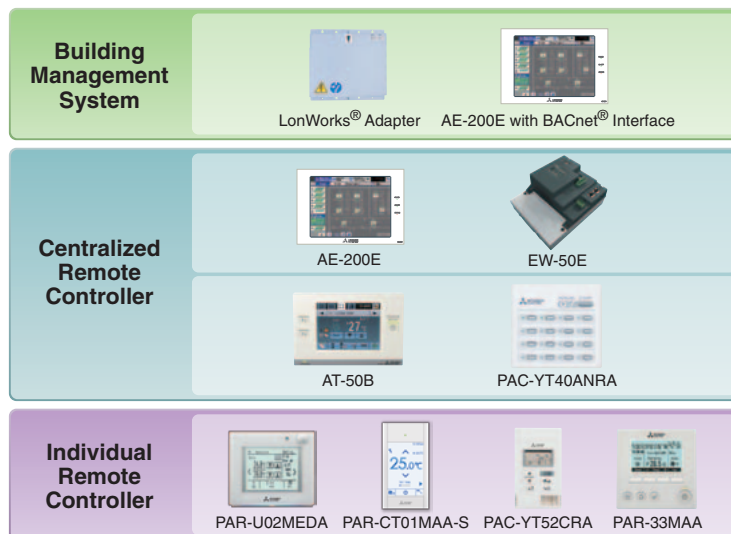 Building
Management
System
LonWorks® Adapter
AE-200E with BACnet® Interface
Centralized
Remote
Controller
AE-200E
EW-50E
AT-50B
PAC-YT40ANRA
Individual
Remote
Controller
25.0℃
PAR-U02MEDA
PAR-CT01MAA-S
PAC-YT52CRA
PAR-33MAA